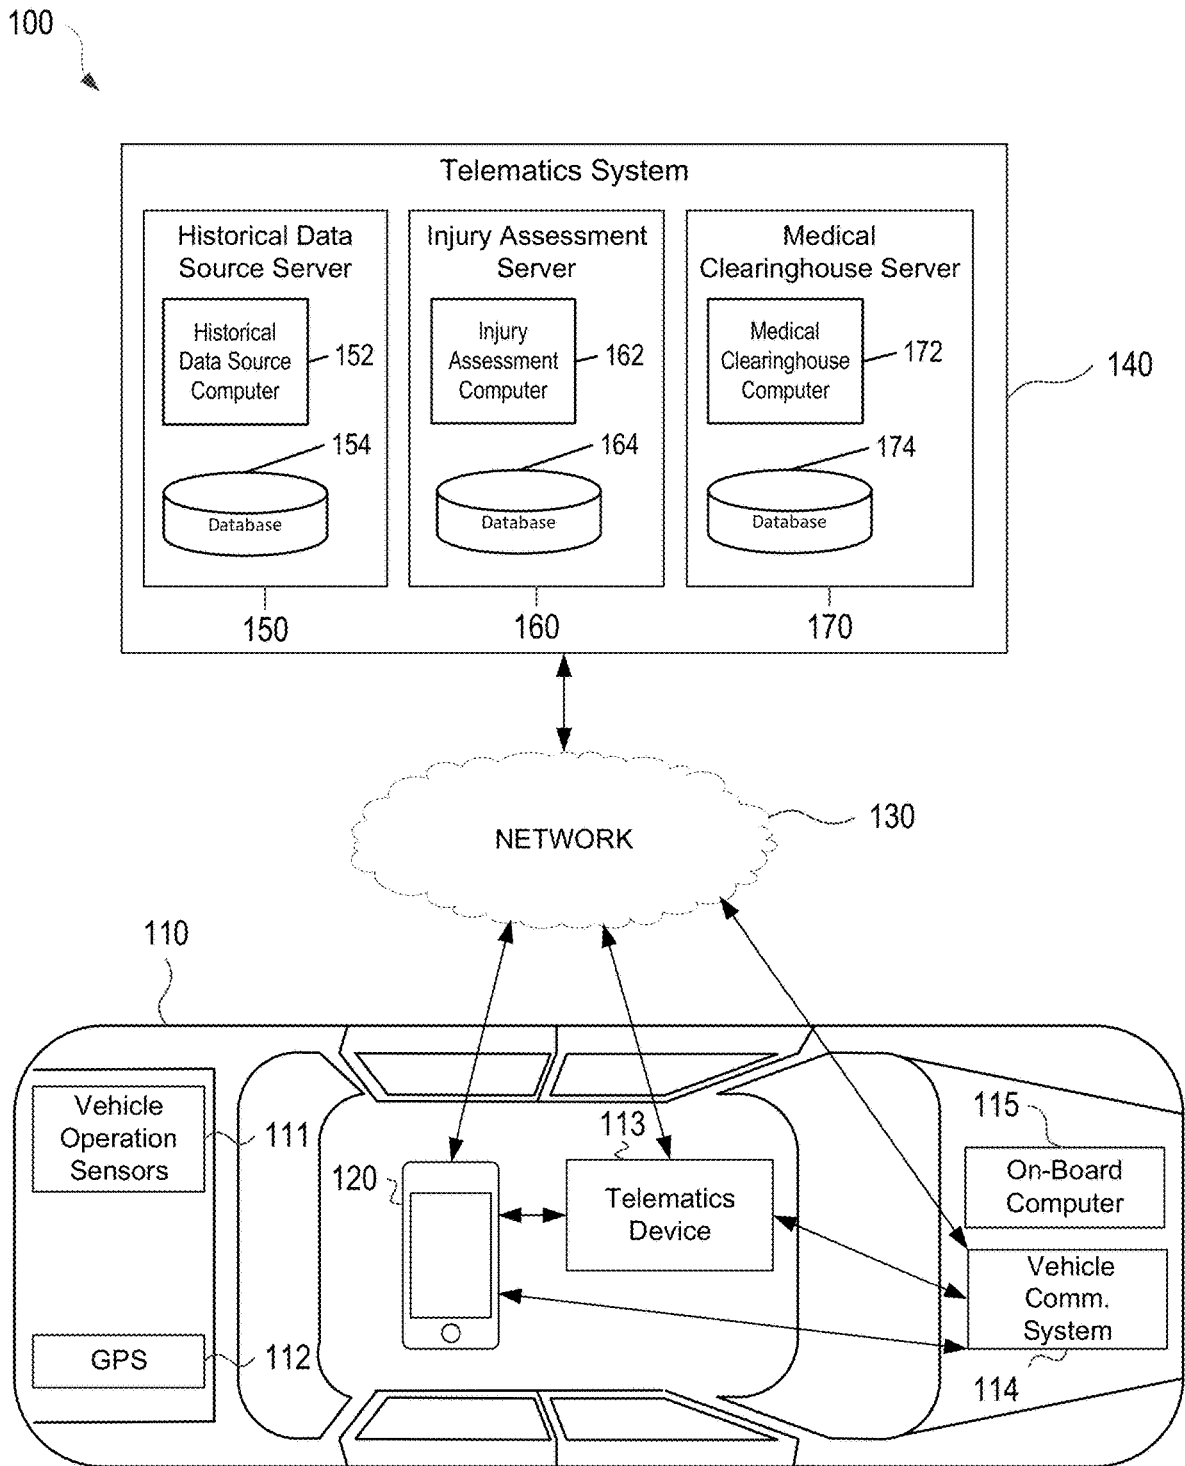 100
Telematics System
Historical Data
Source Server
Injury Assessment
Server
Medical
Clearinghouse Server
Historical
Data Source
Computer
152
Injury
Assessment
Computer
162
Medical
Clearinghouse
Computer
172
140
154
Database
164
Database
174
Database
150
160
170
NETWORK
130
110
Vehicle
Operation
Sensors
111
GPS
112
120
113
Telematics
Device
115
On-Board
Computer
Vehicle
Comm.
System
114